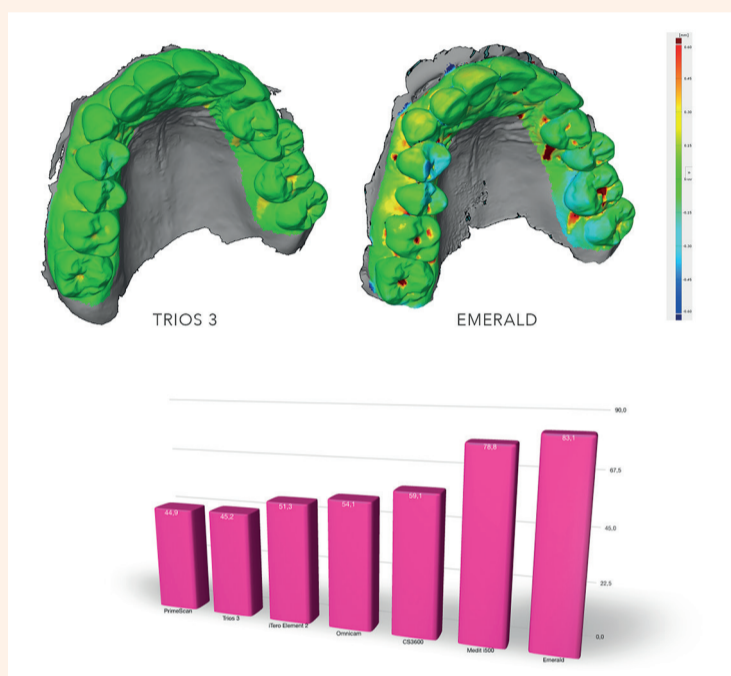 [mm]
TRIOS 3
EMERALD
90,0
67,5
45,0
22,5
0,0
44,9
45,2
51,3
54,1
59,1
78,8
83,1
PrimeScan
Trios 3
iTero Element 2
Omnicam
CS3600
Medit i500
Emerald